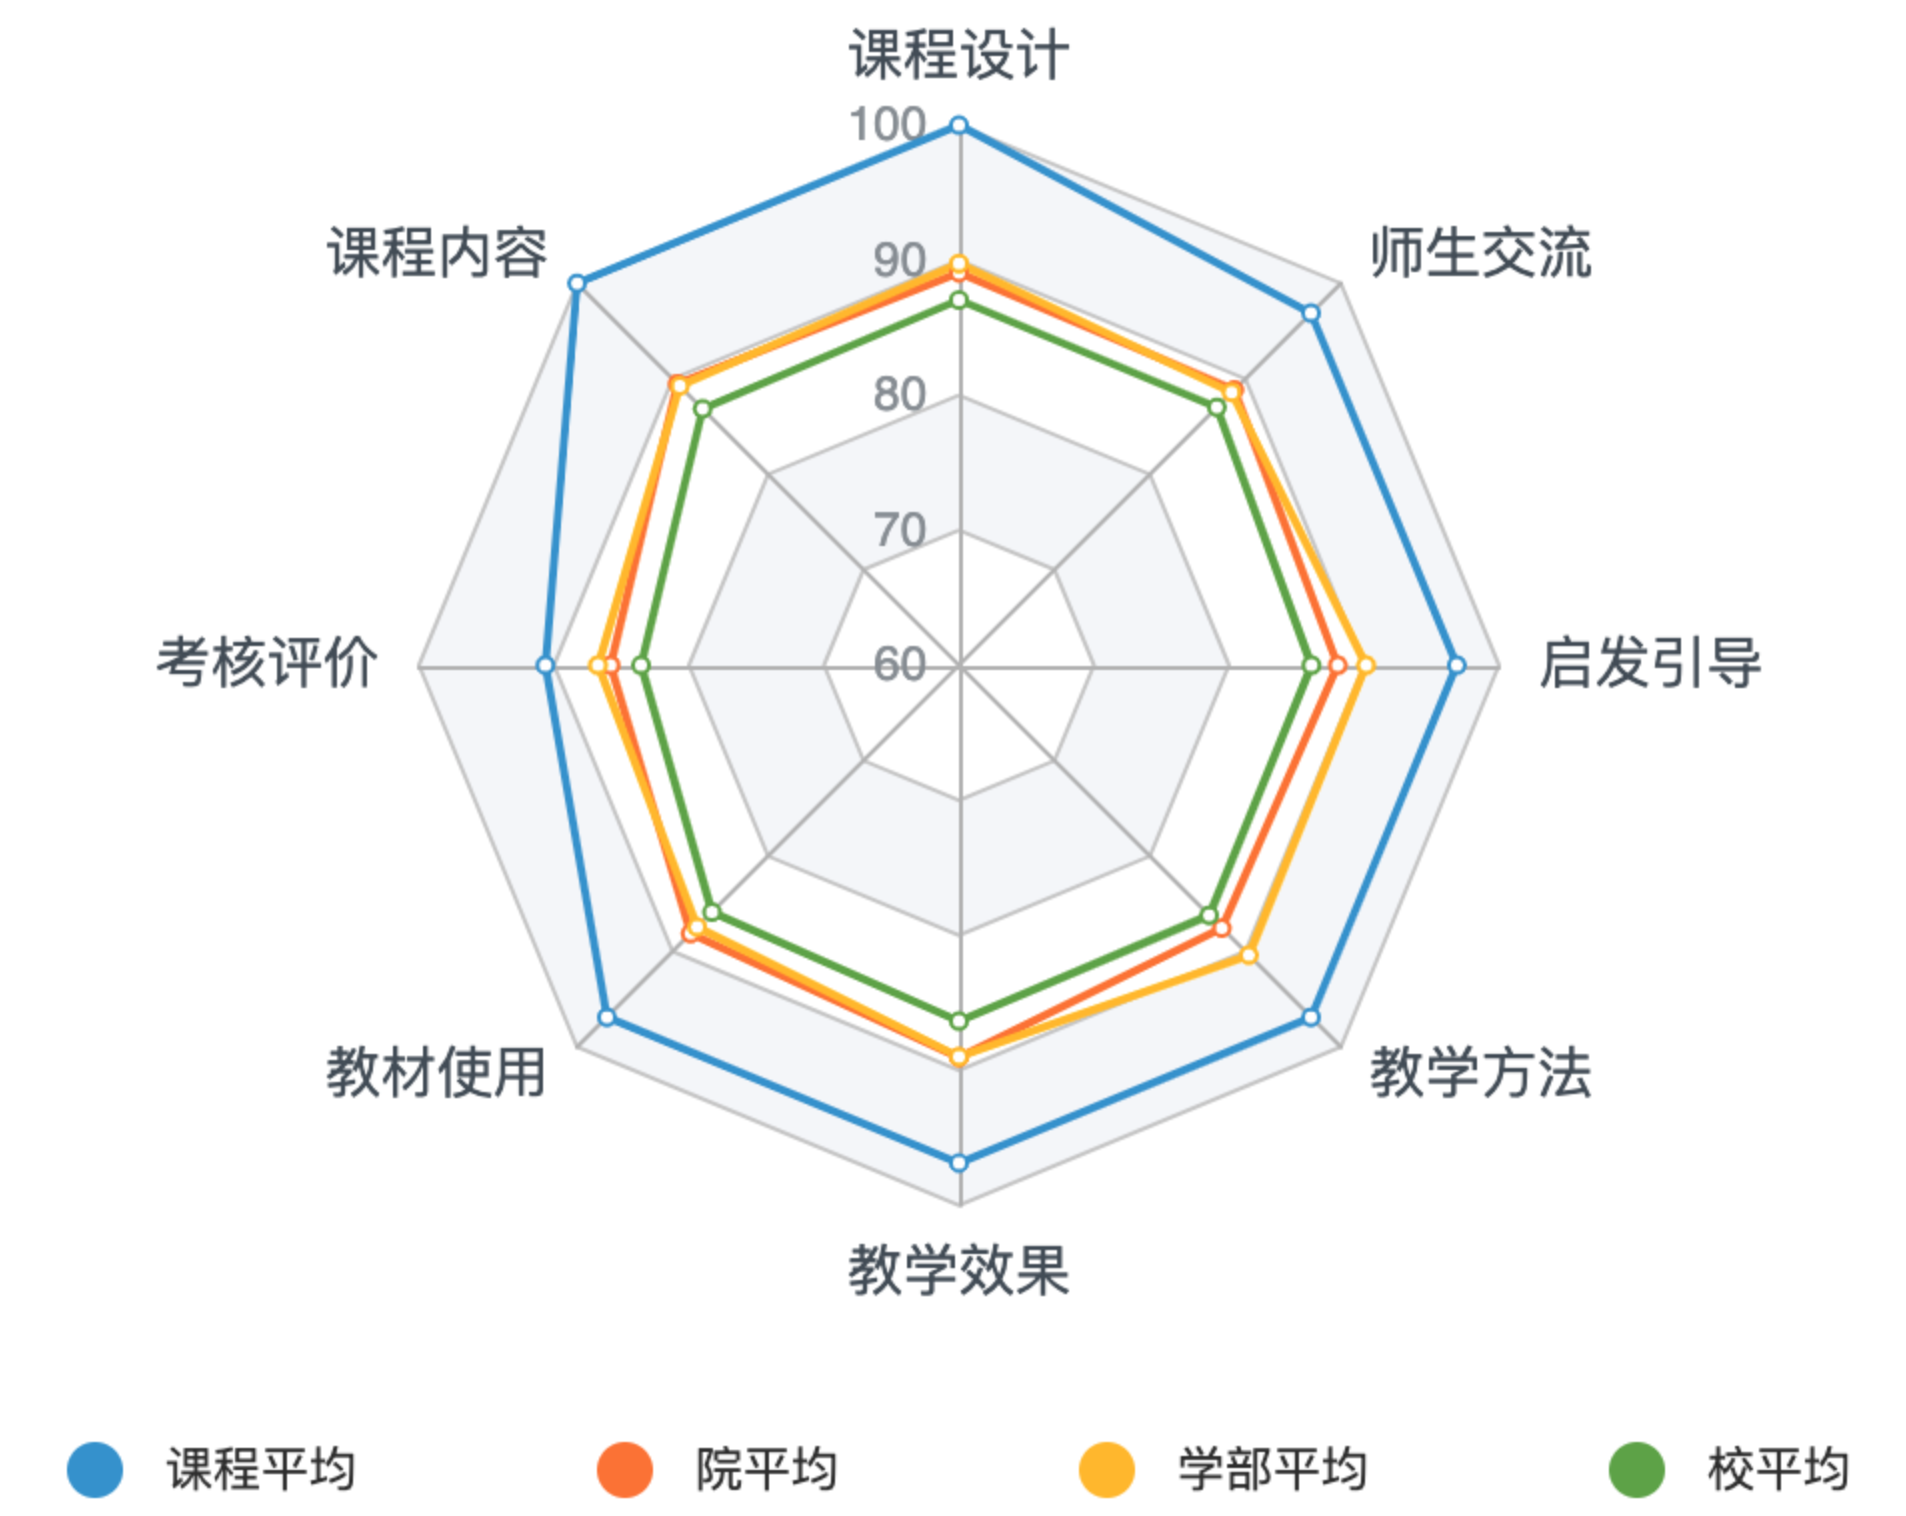 课程设计
100
课程内容
师生交流
90
80
70
考核评价
60
启发引导
教材使用
教学方法
教学效果
课程平均
院平均
学部平均
校平均